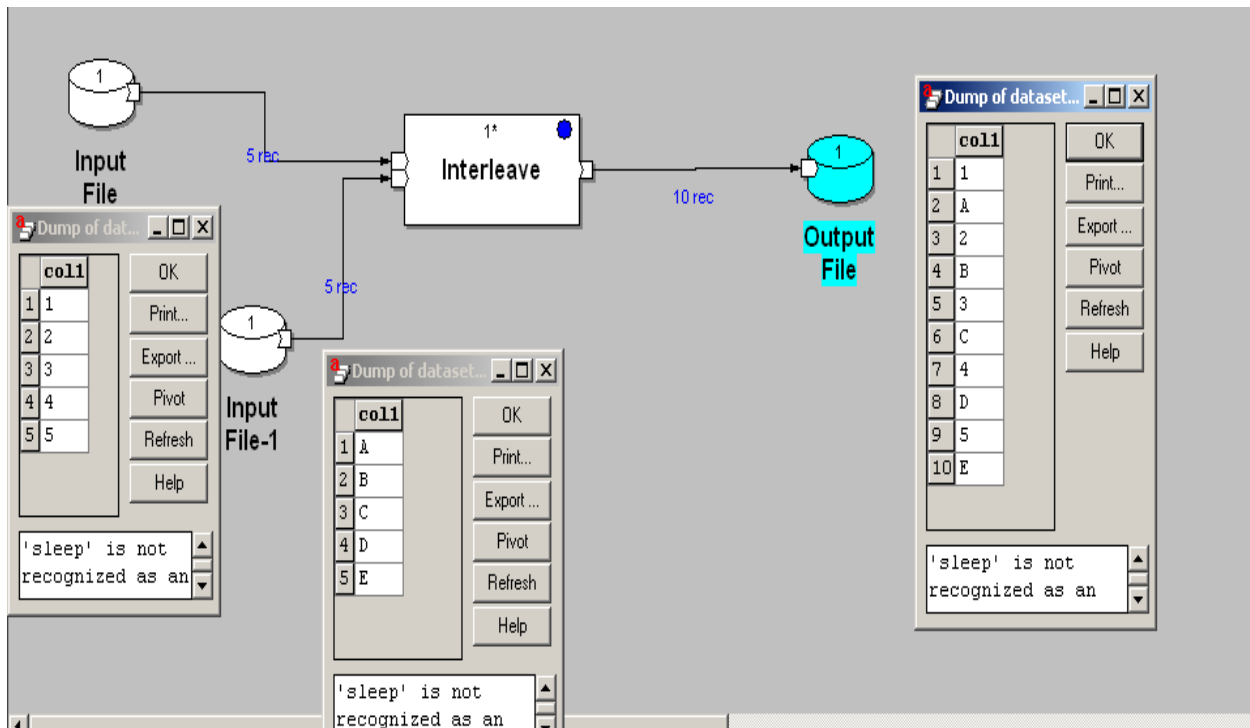 1
Input
File
5 rec
1*
Interleave
10 rec
1
Output
File
5 rec
1
Input
File-1
Dump of dat...
col1
1 1
2 2
3 3
4 4
5 5
OK
Print...
Export ...
Pivot
Refresh
Help
'sleep' is not
recognized as an
Dump of dataset...
col1
1 A
2 B
3 C
4 D
5 E
OK
Print...
Export ...
Pivot
Refresh
Help
'sleep' is not
recognized as an
Dump of dataset...
col1
1 1
2 A
3 2
4 B
5 3
6 C
7 4
8 D
9 5
10 E
OK
Print...
Export ...
Pivot
Refresh
Help
'sleep' is not
recognized as an